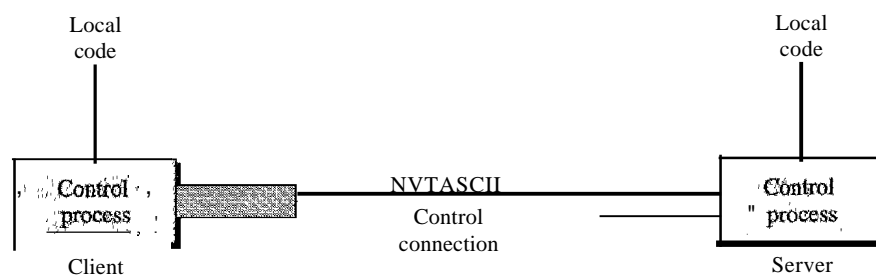 Local
code
Local
code
Control
process
NVTASCII
Control
connection
Control
process
Client
Server